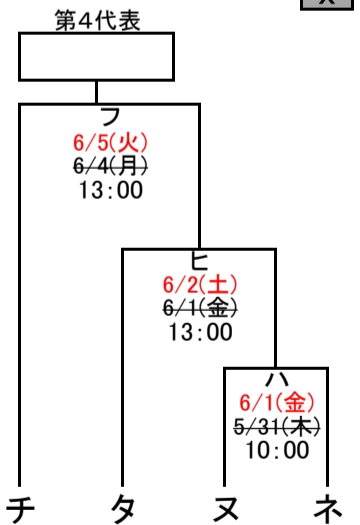 第4代表
フ
6/5(火)
6/4(月)
13:00
ヒ
6/2(土)
6/1(金)
13:00
ハ
6/1(金)
5/31(木)
10:00
チ タ ヌ ネ